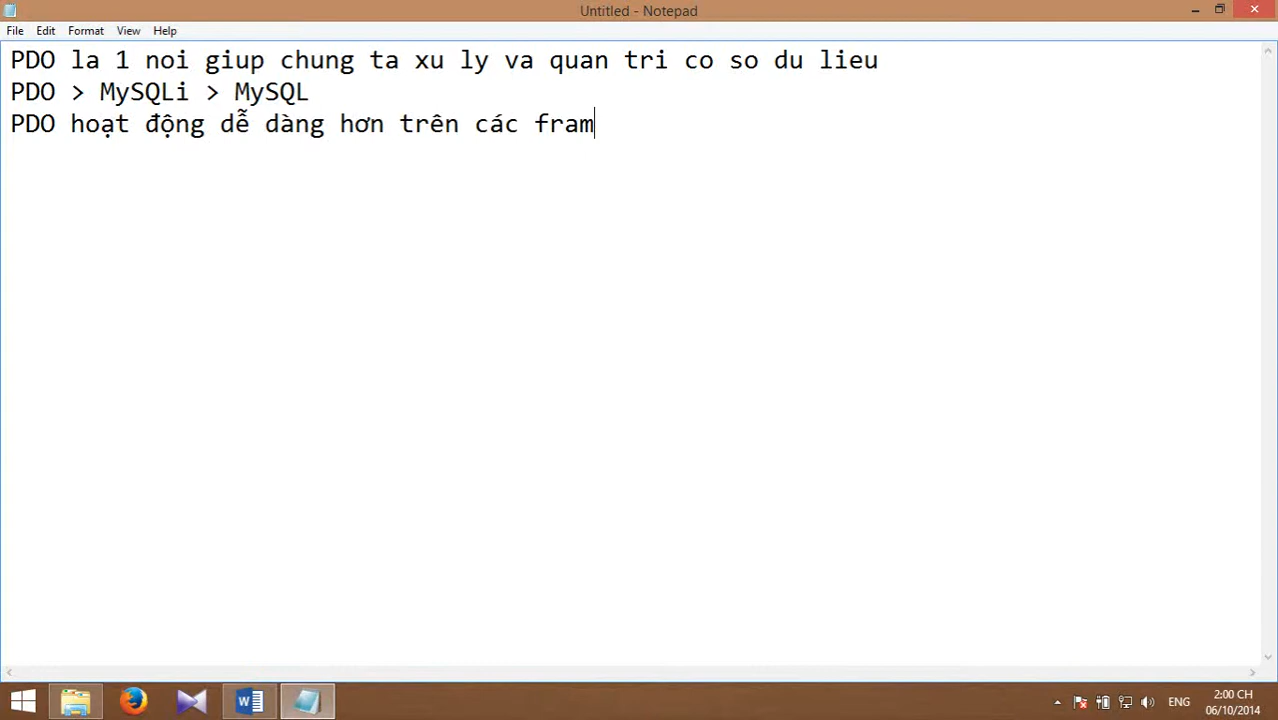 Untitled - Notepad
File Edit Format View Help
PDO la 1 noi giup chung ta xu ly va quan tri co so du lieu
PDO > MySQLi > MySQL
PDO hoạt động dễ dàng hơn trên các fram
ENG
2:00 CH
06/10/2014